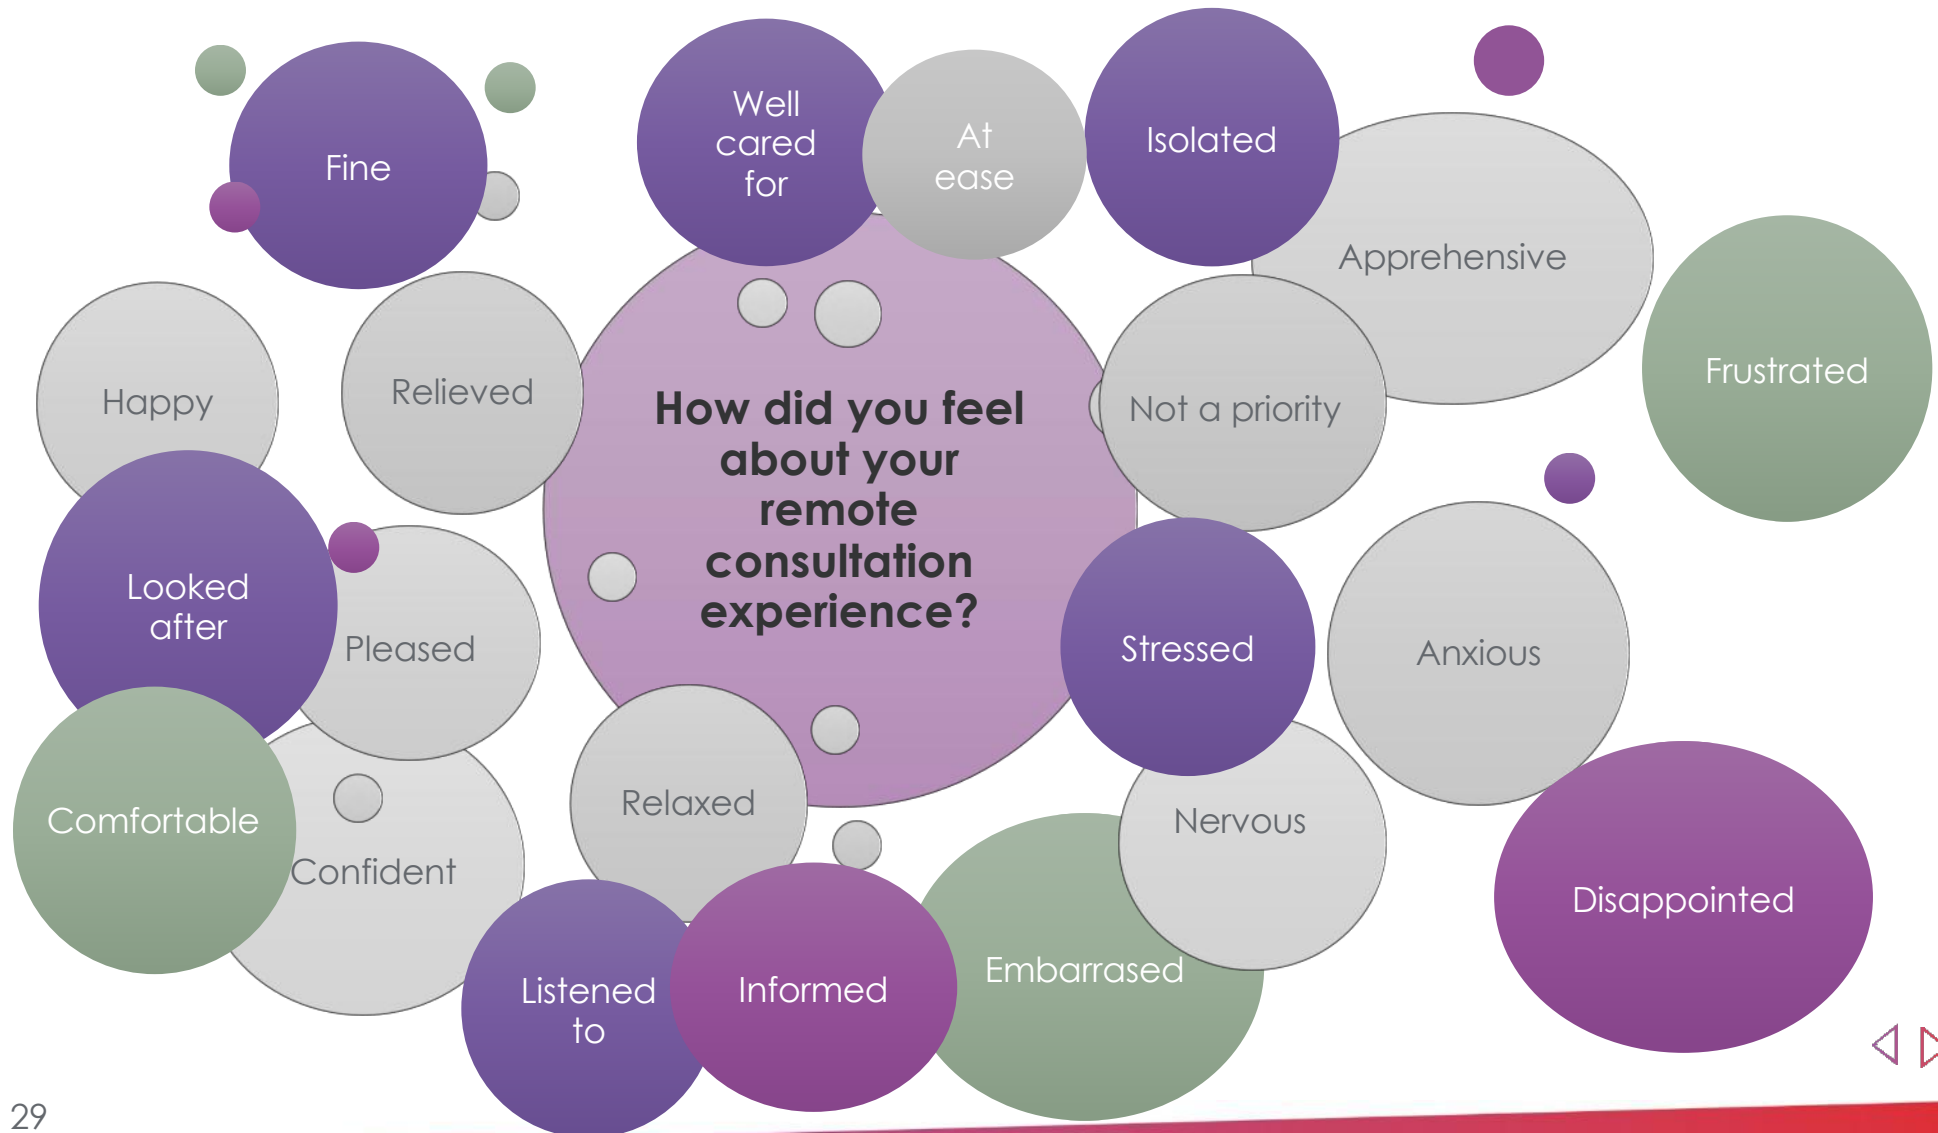 Fine
Well
cared
for
At
ease
Isolated
Apprehensive
Frustrated
Happy
Relieved
How did you feel
about your
remote
consultation
experience?
Not a priority
Looked
after
Pleased
Stressed
Anxious
Comfortable
Confident
Relaxed
Nervous
Disappointed
Listened
to
Informed
Embarrased
29